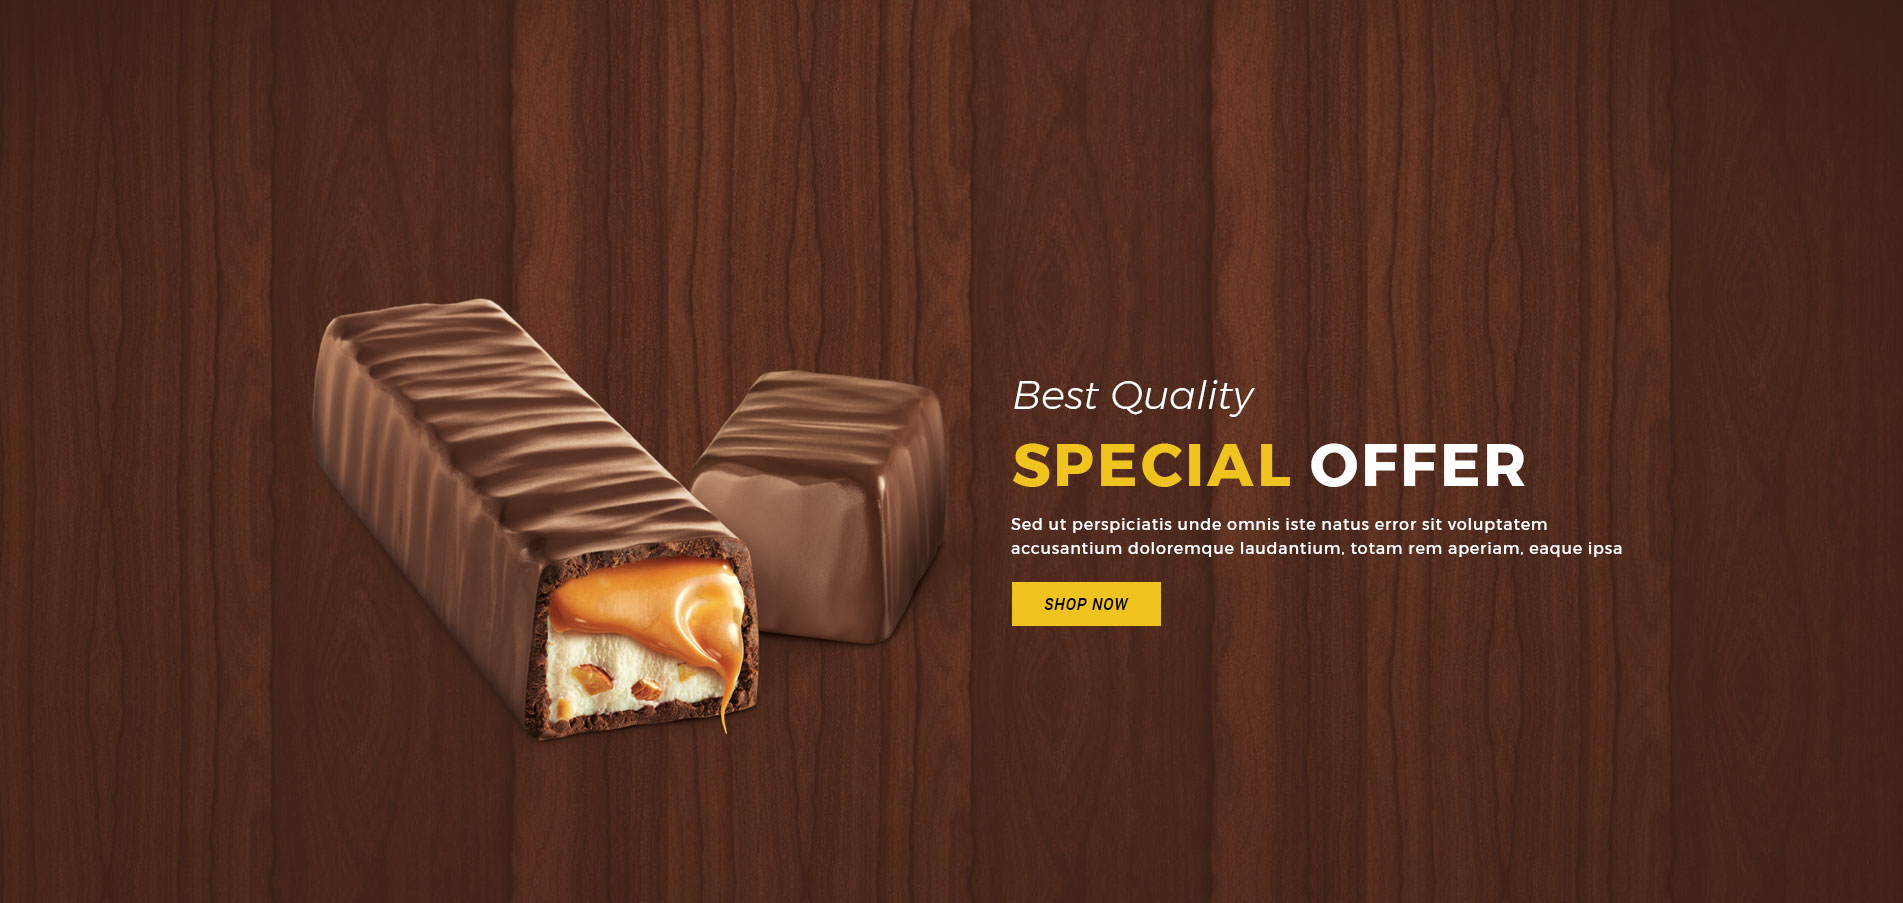 Best Quality
SPECIAL OFFER
Sed ut perspiciatis unde omnis iste natus error sit voluptatem
accusantium doloremque laudantium, totam rem aperiam, eaque ipsa
SHOP NOW